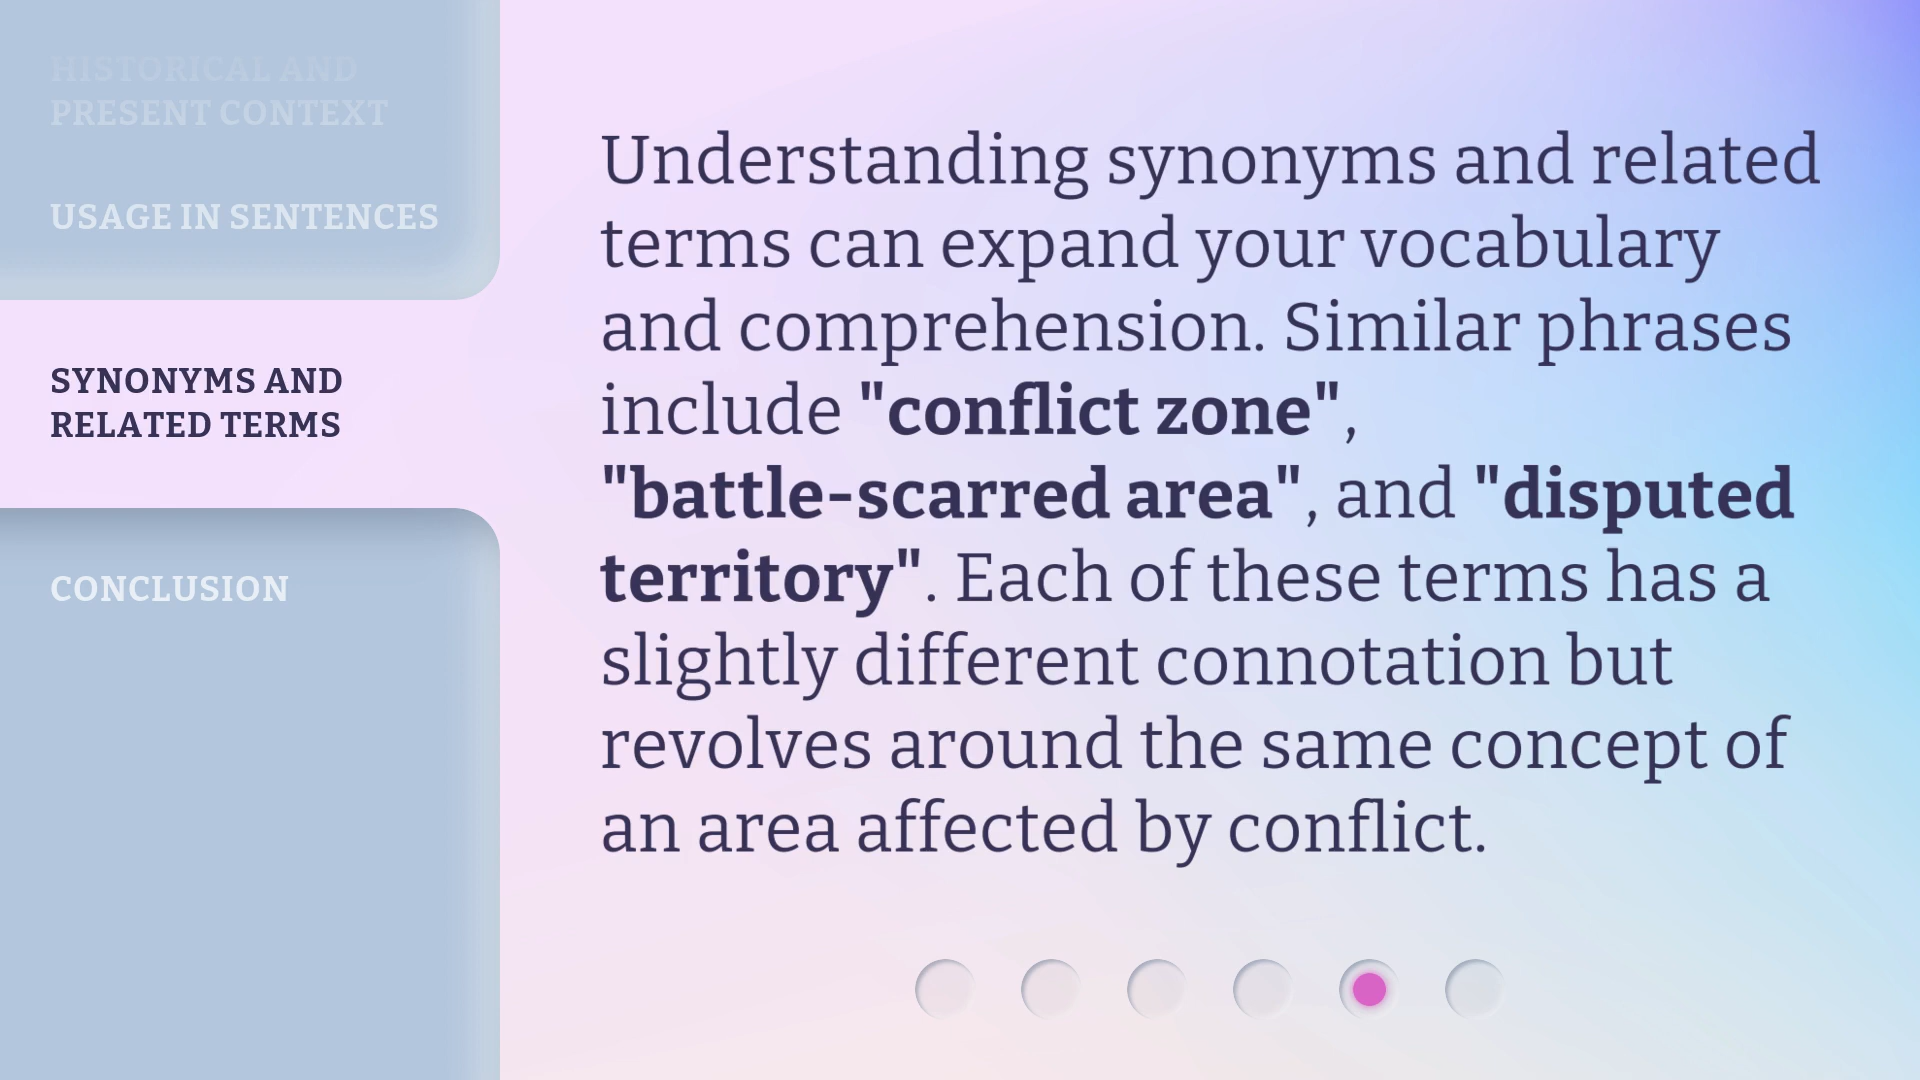 HISTORICAL AND
PRESENT CONTEXT
USAGE IN SENTENCES
SYNONYMS AND
RELATED TERMS
CONCLUSION
Understanding synonyms and related
terms can expand your vocabulary
and comprehension. Similar phrases
include "conflict zone",
"battle-scarred area", and "disputed
territory". Each of these terms has a
slightly different connotation but
revolves around the same concept of
an area affected by conflict.